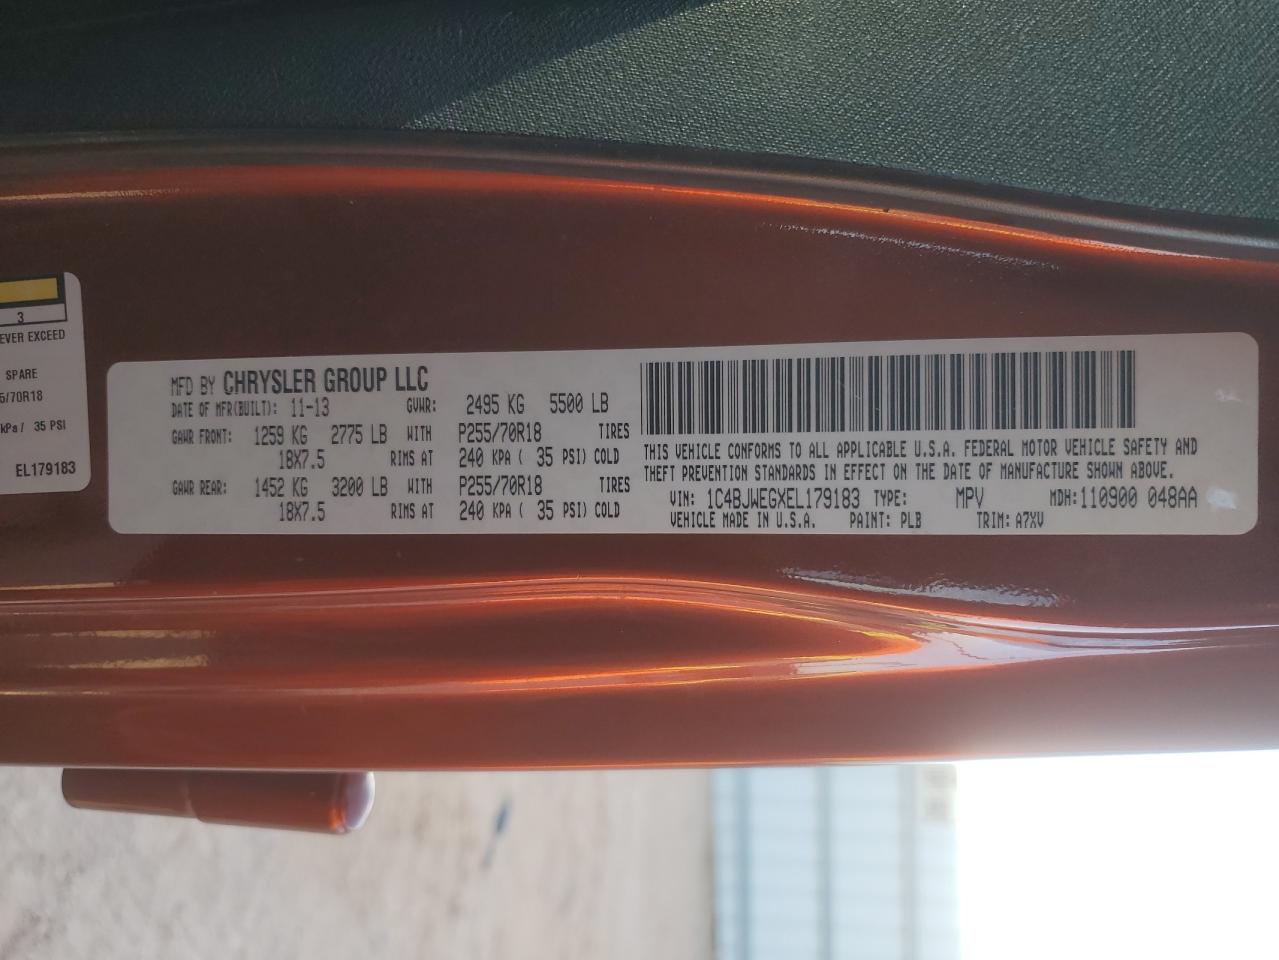 3
EVER EXCEED
SPARE
5/70R18
kPa/ 35 PSI
EL179183
MFD BY CHRYSLER GROUP LLC
DATE OF MFR(BUILT): 11-13 GVWR: 2495 KG 5500 LB
GAWR FRONT: 1259 KG 2775 LB WITH P255/70R18 TIRES
18X7.5 RIMS AT 240 KPA ( 35 PSI) COLD
GAWR REAR: 1452 KG 3200 LB WITH P255/70R18 TIRES
18X7.5 RIMS AT 240 KPA ( 35 PSI) COLD
THIS VEHICLE CONFORMS TO ALL APPLICABLE U.S.A. FEDERAL MOTOR VEHICLE SAFETY AND
THEFT PREVENTION STANDARDS IN EFFECT ON THE DATE OF MANUFACTURE SHOWN ABOVE.
VIN: 1C4BJWEGXEL179183 TYPE: MPV MDH: 110900 048AA
VEHICLE MADE IN U.S.A. PAINT: PLB TRIM: A7XV